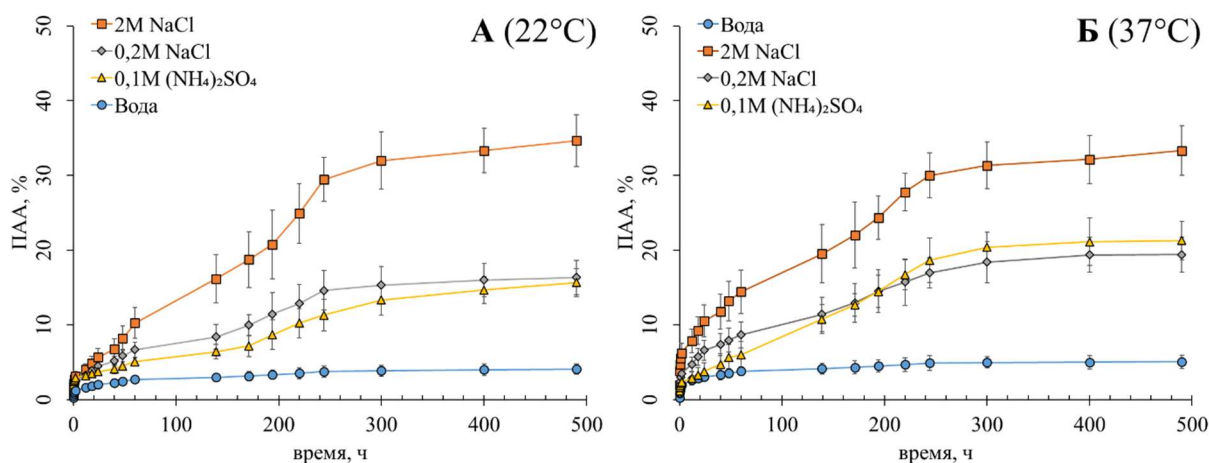 А (22°C)
2M NaCl
0,2M NaCl
0,1M (NH₄)₂SO₄
Вода
ПАА, %
50
40
30
20
10
0
0 100 200 300 400 500
время, ч
Б (37°C)
Вода
2M NaCl
0,2M NaCl
0,1M (NH₄)₂SO₄
ПАА, %
50
40
30
20
10
0
0 100 200 300 400 500
время, ч